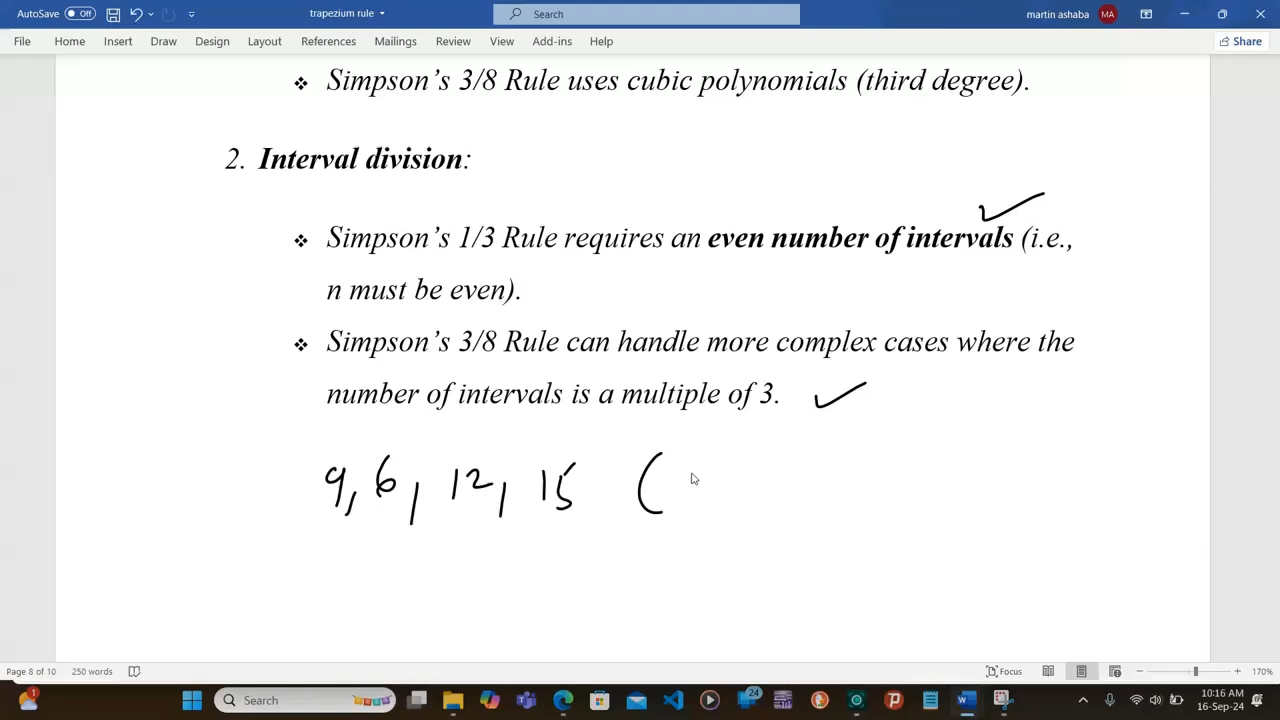 AutoSave Off trapezium rule Search martin ashaba MA
File Home Insert Draw Design Layout References Mailings Review View Add-ins Help Share
❖ Simpson’s 3/8 Rule uses cubic polynomials (third degree).
2. Interval division:
❖ Simpson’s 1/3 Rule requires an even number of intervals (i.e.,
n must be even).
❖ Simpson’s 3/8 Rule can handle more complex cases where the
number of intervals is a multiple of 3.
9, 6, 12, 15 (
Page 8 of 10 250 words Focus 170%
1 Search 24 10:16 AM
16-Sep-24